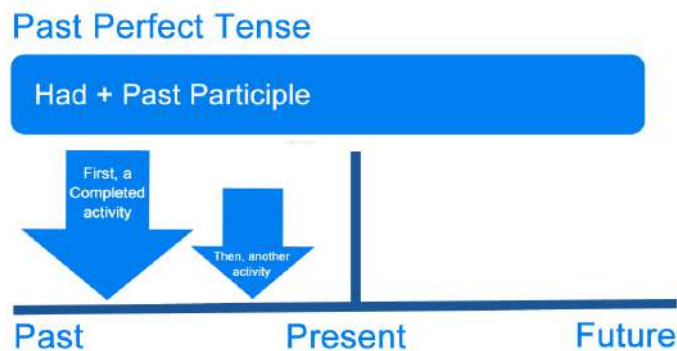 Past Perfect Tense
Had + Past Participle
First, a
Completed
activity
Then, another
activity
Past
Present
Future